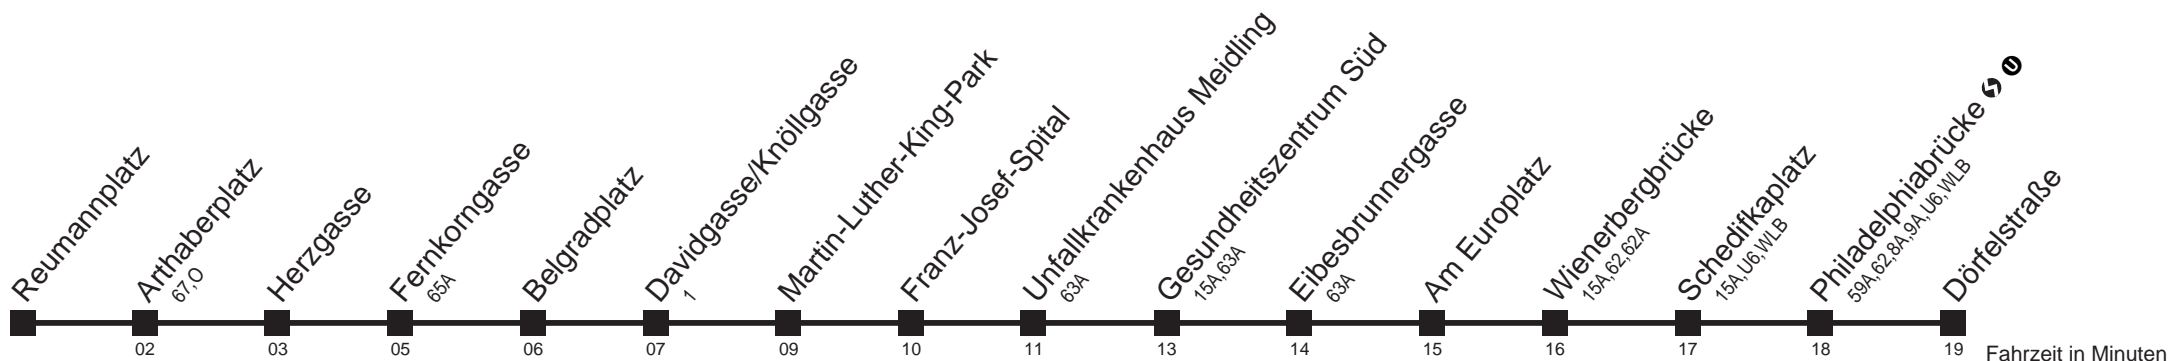 Reumannplatz
Arthaberplatz
67,O
Herzgasse
Fernkorngasse
65A
Belgradplatz
Davidgasse/Knöllgasse
1
Martin-Luther-King-Park
Franz-Josef-Spital
Unfallkrankenhaus Meidling
63A
Gesundheitszentrum Süd
15A,63A
Eibesbrunnergasse
63A
Am Europlatz
Wienerbergbrücke
15A,62,62A
Schedifkaplatz
15A,U6,WLB
Philadelphiabrücke U
59A,62,8A,9A,U6,WLB
Dörfelstraße
02 03 05 06 07 09 10 11 13 14 15 16 17 18 19 Fahrzeit in Minuten